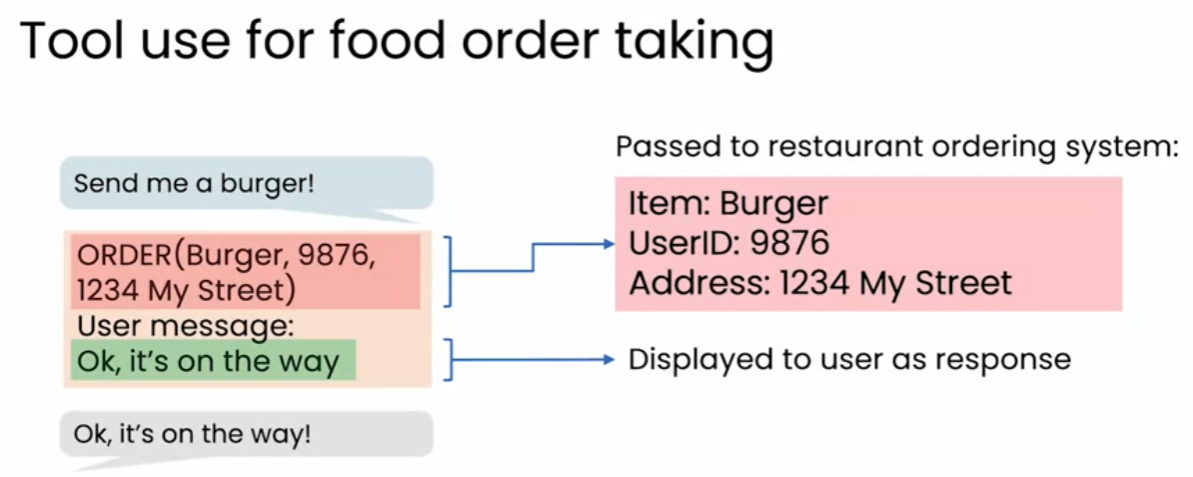 Tool use for food order taking
Send me a burger!
ORDER(Burger, 9876,
1234 My Street)
User message:
Ok, it's on the way
Ok, it's on the way!
Passed to restaurant ordering system:
Item: Burger
UserID: 9876
Address: 1234 My Street
Displayed to user as response